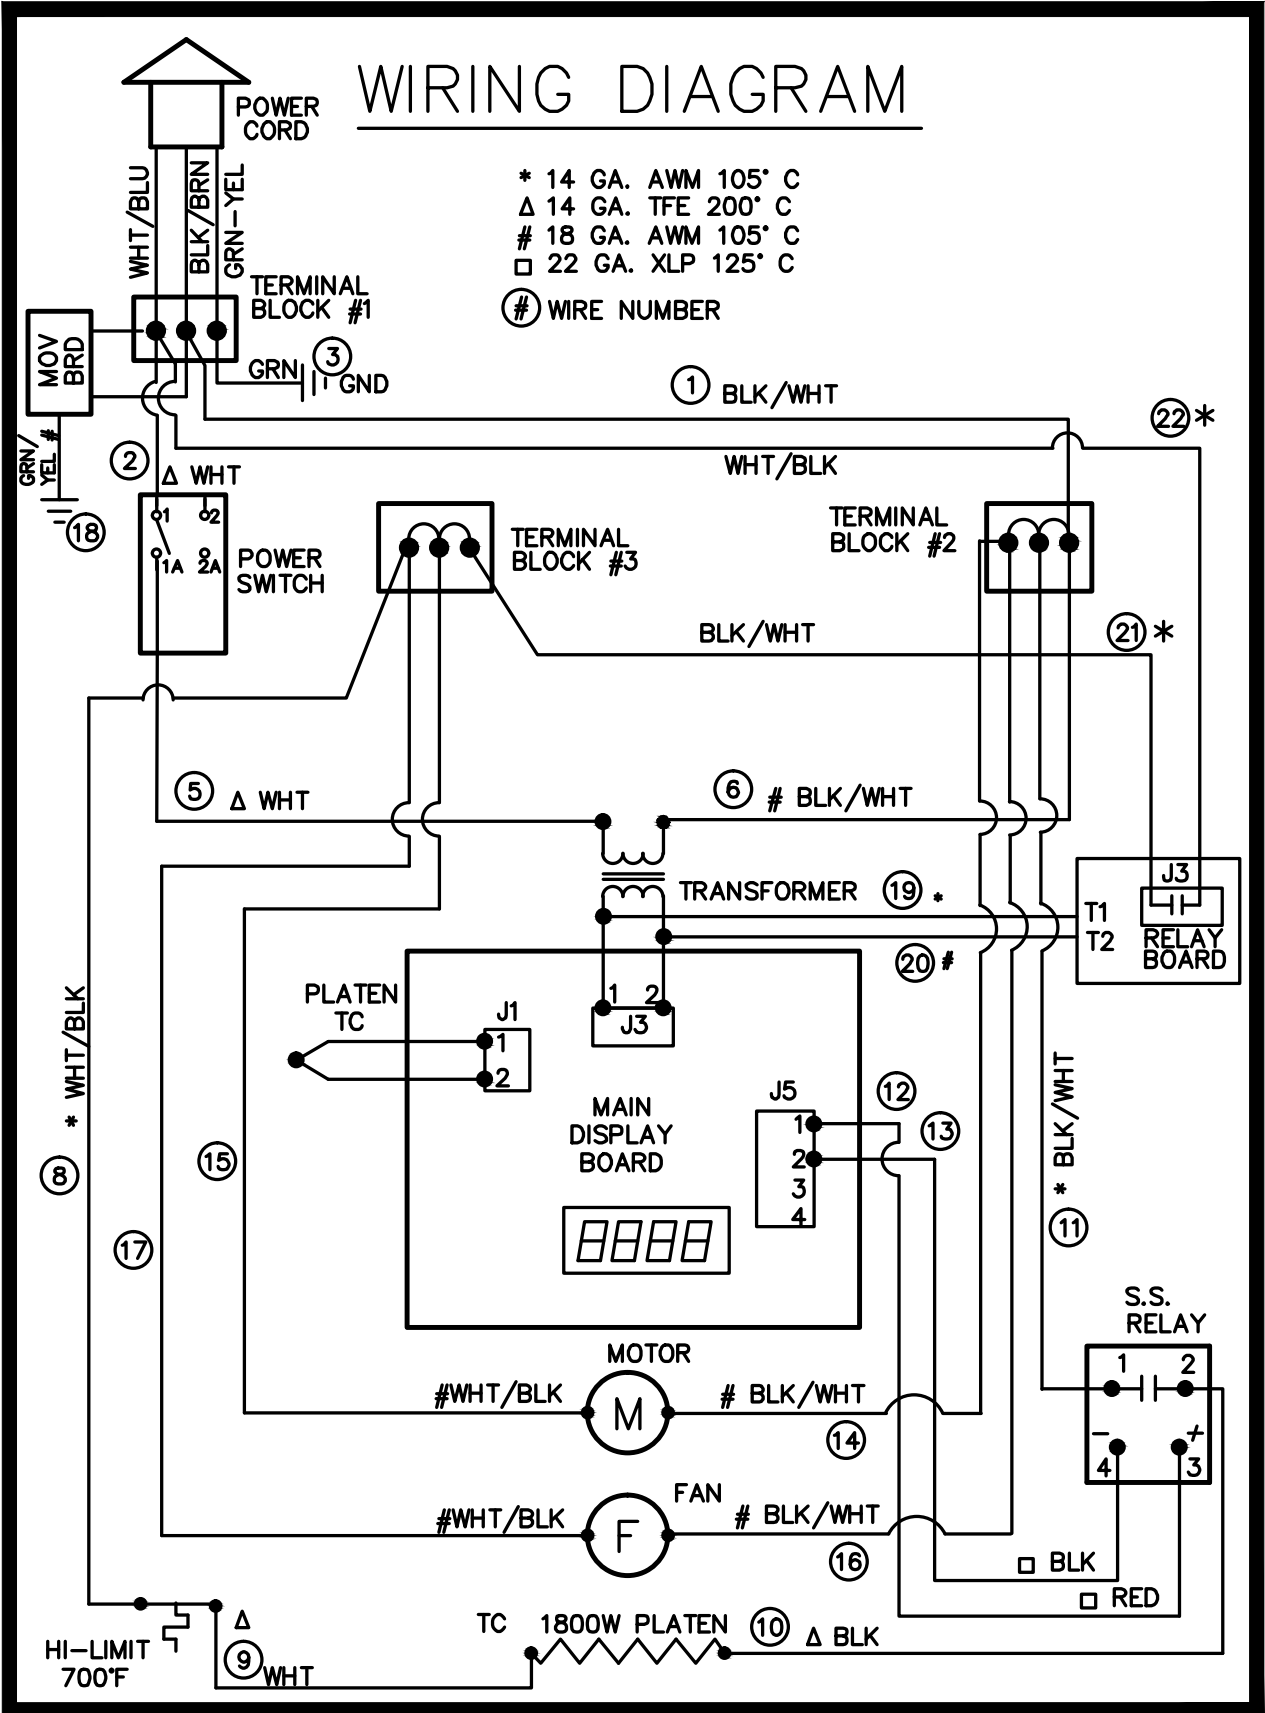 WIRING DIAGRAM
POWER
CORD
WHT/BLU
BLK/BRN
GRN-YEL
* 14 GA. AWM 105° C
Δ 14 GA. TFE 200° C
# 18 GA. AWM 105° C
□ 22 GA. XLP 125° C
# WIRE NUMBER
TERMINAL
BLOCK #1
MOV
BRD
GRN
3
GND
1
BLK/WHT
22 *
GRN/
YEL #
2
Δ WHT
WHT/BLK
18
1
2
1A
2A
POWER
SWITCH
TERMINAL
BLOCK #3
TERMINAL
BLOCK #2
BLK/WHT
21 *
5
Δ WHT
6
# BLK/WHT
TRANSFORMER
19 *
20 #
J3
T1
T2
RELAY
BOARD
PLATEN
TC
J1
1
2
1
2
J3
MAIN
DISPLAY
BOARD
J5
1
2
3
4
12
13
* WHT/BLK
8
15
17
* BLK/WHT
11
8888
S.S.
RELAY
1
2
-
+
4
3
MOTOR
#WHT/BLK
M
# BLK/WHT
14
FAN
#WHT/BLK
F
# BLK/WHT
16
□ BLK
□ RED
HI-LIMIT
700°F
Δ
9
WHT
TC
1800W PLATEN
10
Δ BLK